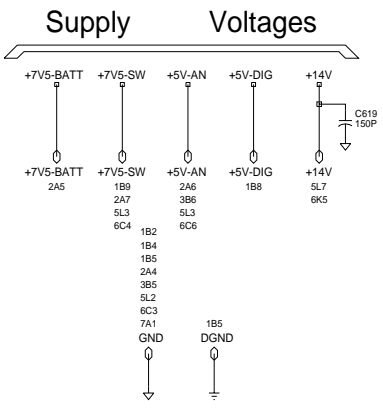 Supply Voltages
+7V5-BATT +7V5-SW +5V-AN +5V-DIG +14V
C619
150P
+7V5-BATT +7V5-SW +5V-AN +5V-DIG +14V
2A5 1B9 2A6 1B8 5L7
2A7 3B6 6K5
5L3 5L3
6C4 6C6
1B2
1B4
1B5
2A4
3B5
5L2
6C3
7A1 1B5
GND DGND